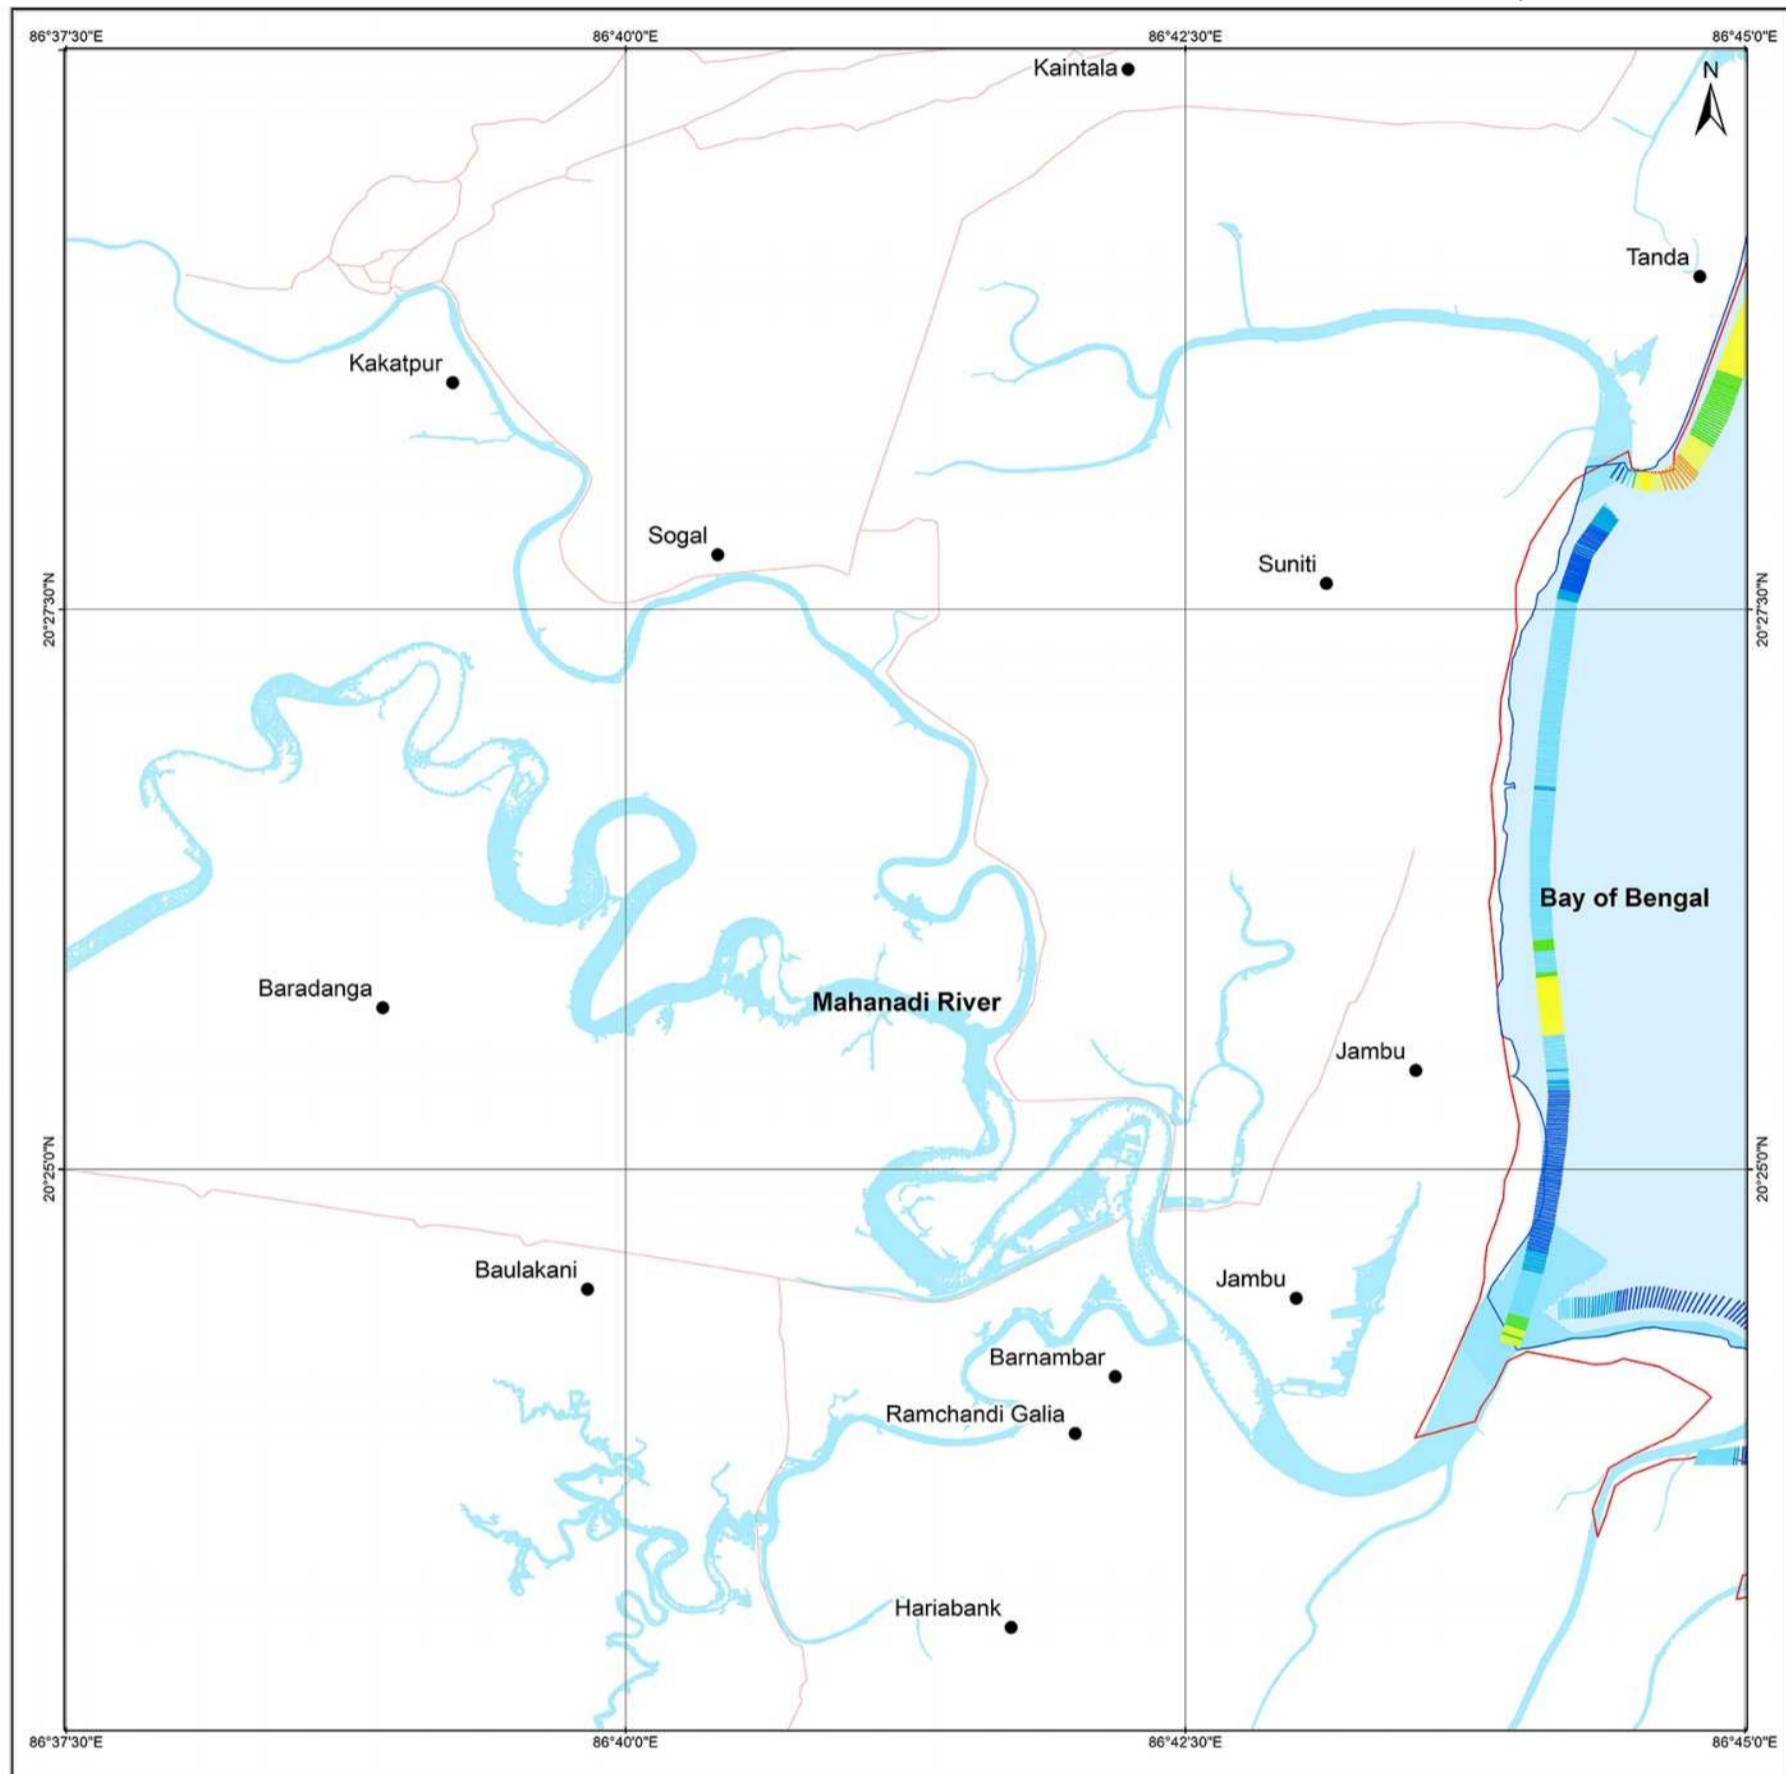 86°37'30"E
86°40'0"E
86°42'30"E
86°45'0"E
Kaintala
N
Tanda
Kakatpur
Sogal
Suniti
20°27'30"N
20°27'30"N
Bay of Bengal
Baradanga
Mahanadi River
Jambu
20°25'0"N
20°25'0"N
Baulakani
Jambu
Barnambar
Ramchandi Galia
Hariabank
86°37'30"E
86°40'0"E
86°42'30"E
86°45'0"E